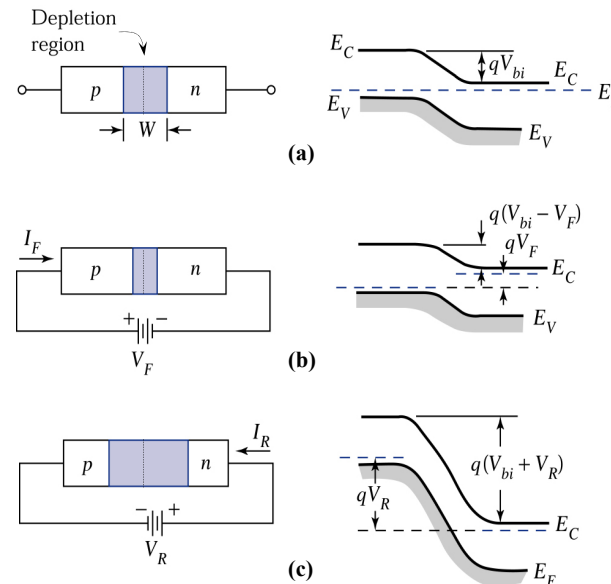 Depletion
region
p
n
W
E_C
qV_bi
E_C
E
E_V
E_V
(a)
I_F
p
n
+
−
V_F
q(V_bi − V_F)
qV_F
E_C
E_V
(b)
I_R
p
n
−
+
V_R
qV_R
q(V_bi + V_R)
E_C
E_F
(c)